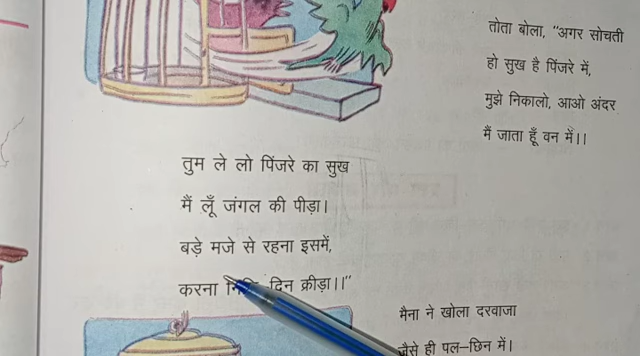 तोता बोला, "अगर सोचती
हो सुख है पिंजरे में,
मुझे निकालो, आओ अंदर
मैं जाता हूँ वन में।।
तुम ले लो पिंजरे का सुख
मैं लूँ जंगल की पीड़ा।
बड़े मजे से रहना इसमें,
करना दिन क्रीड़ा।।"
मैना ने खोला दरवाजा
जैसे ही पल-छिन में।